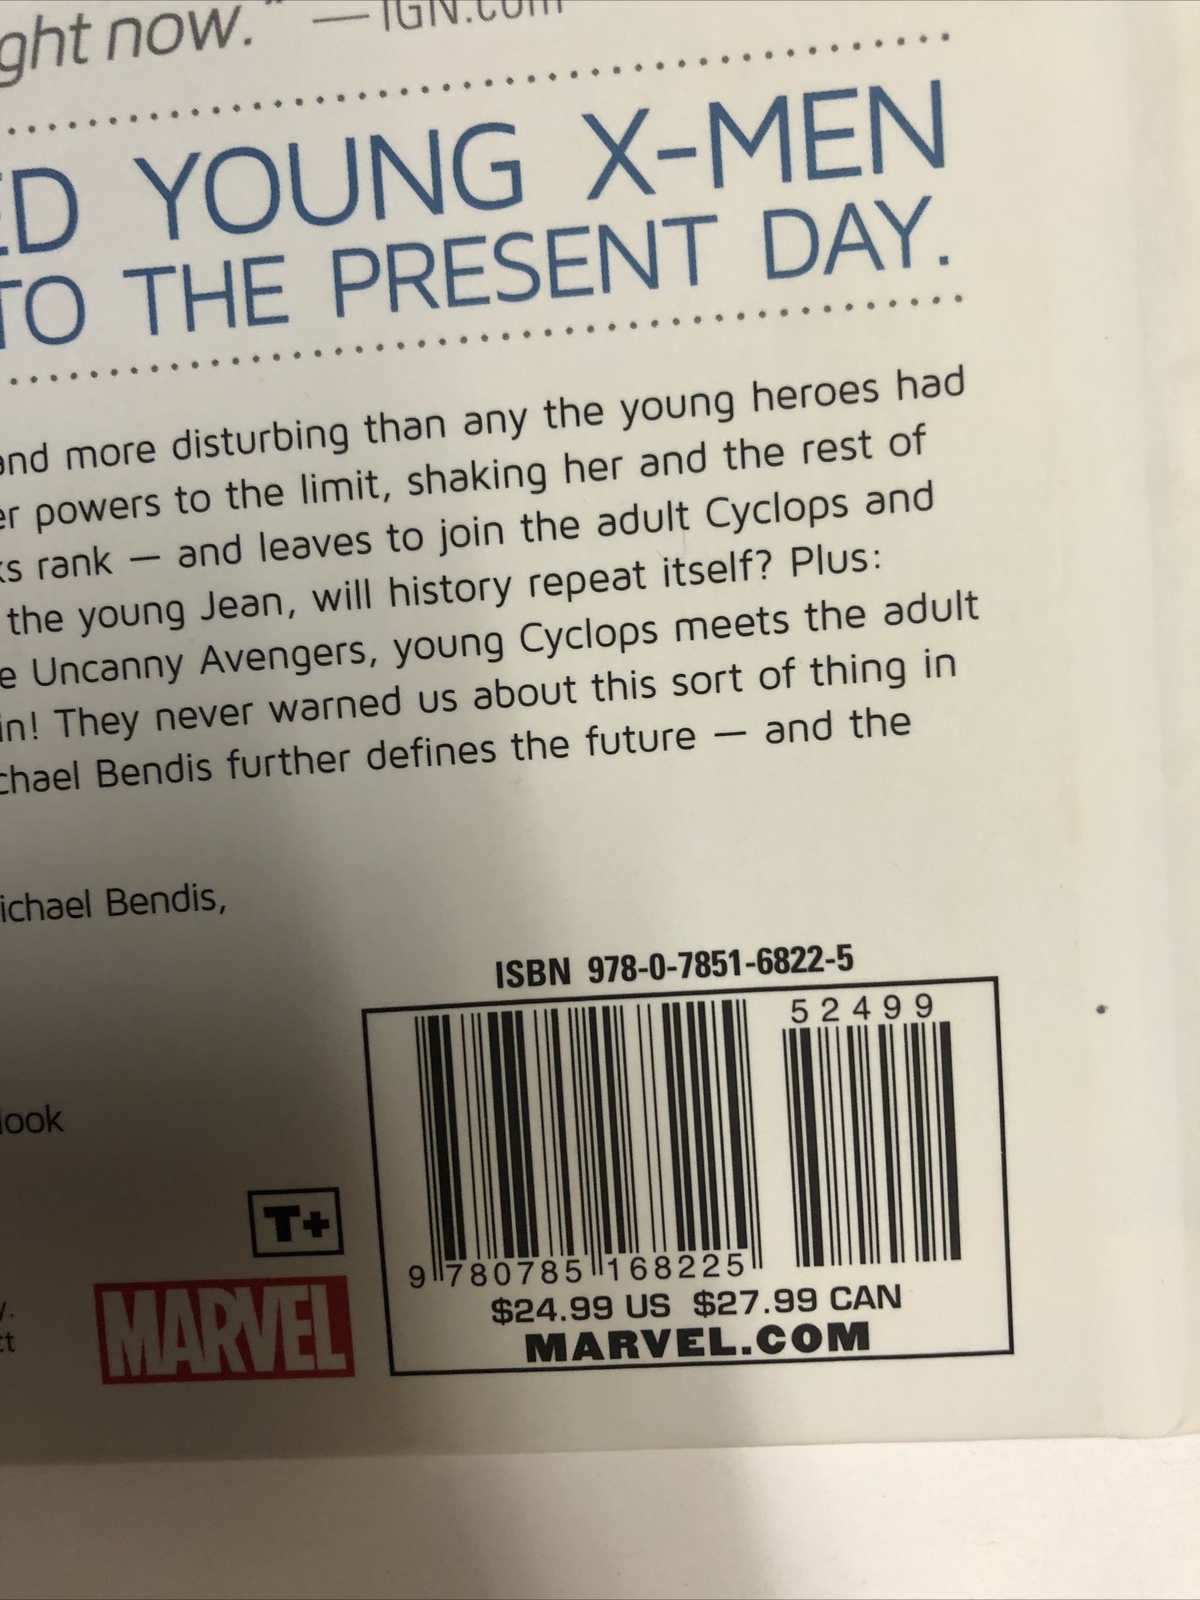 ght now." — IGN.com
ED YOUNG X-MEN
TO THE PRESENT DAY.
and more disturbing than any the young heroes had
er powers to the limit, shaking her and the rest of
ks rank — and leaves to join the adult Cyclops and
the young Jean, will history repeat itself? Plus:
e Uncanny Avengers, young Cyclops meets the adult
in! They never warned us about this sort of thing in
chael Bendis further defines the future — and the
ichael Bendis,
ISBN 978-0-7851-6822-5
52499
look
T+
9 780785 168225
$24.99 US $27.99 CAN
y.
MARVEL
ct
MARVEL.COM